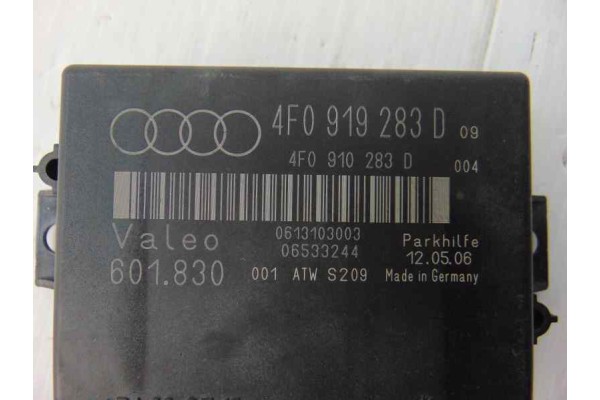 4F0 919 283 D 09
4F0 910 283 D 004
Valeo 0613103003 Parkhilfe
601.830 06533244 12.05.06
001 ATW S209 Made in Germany